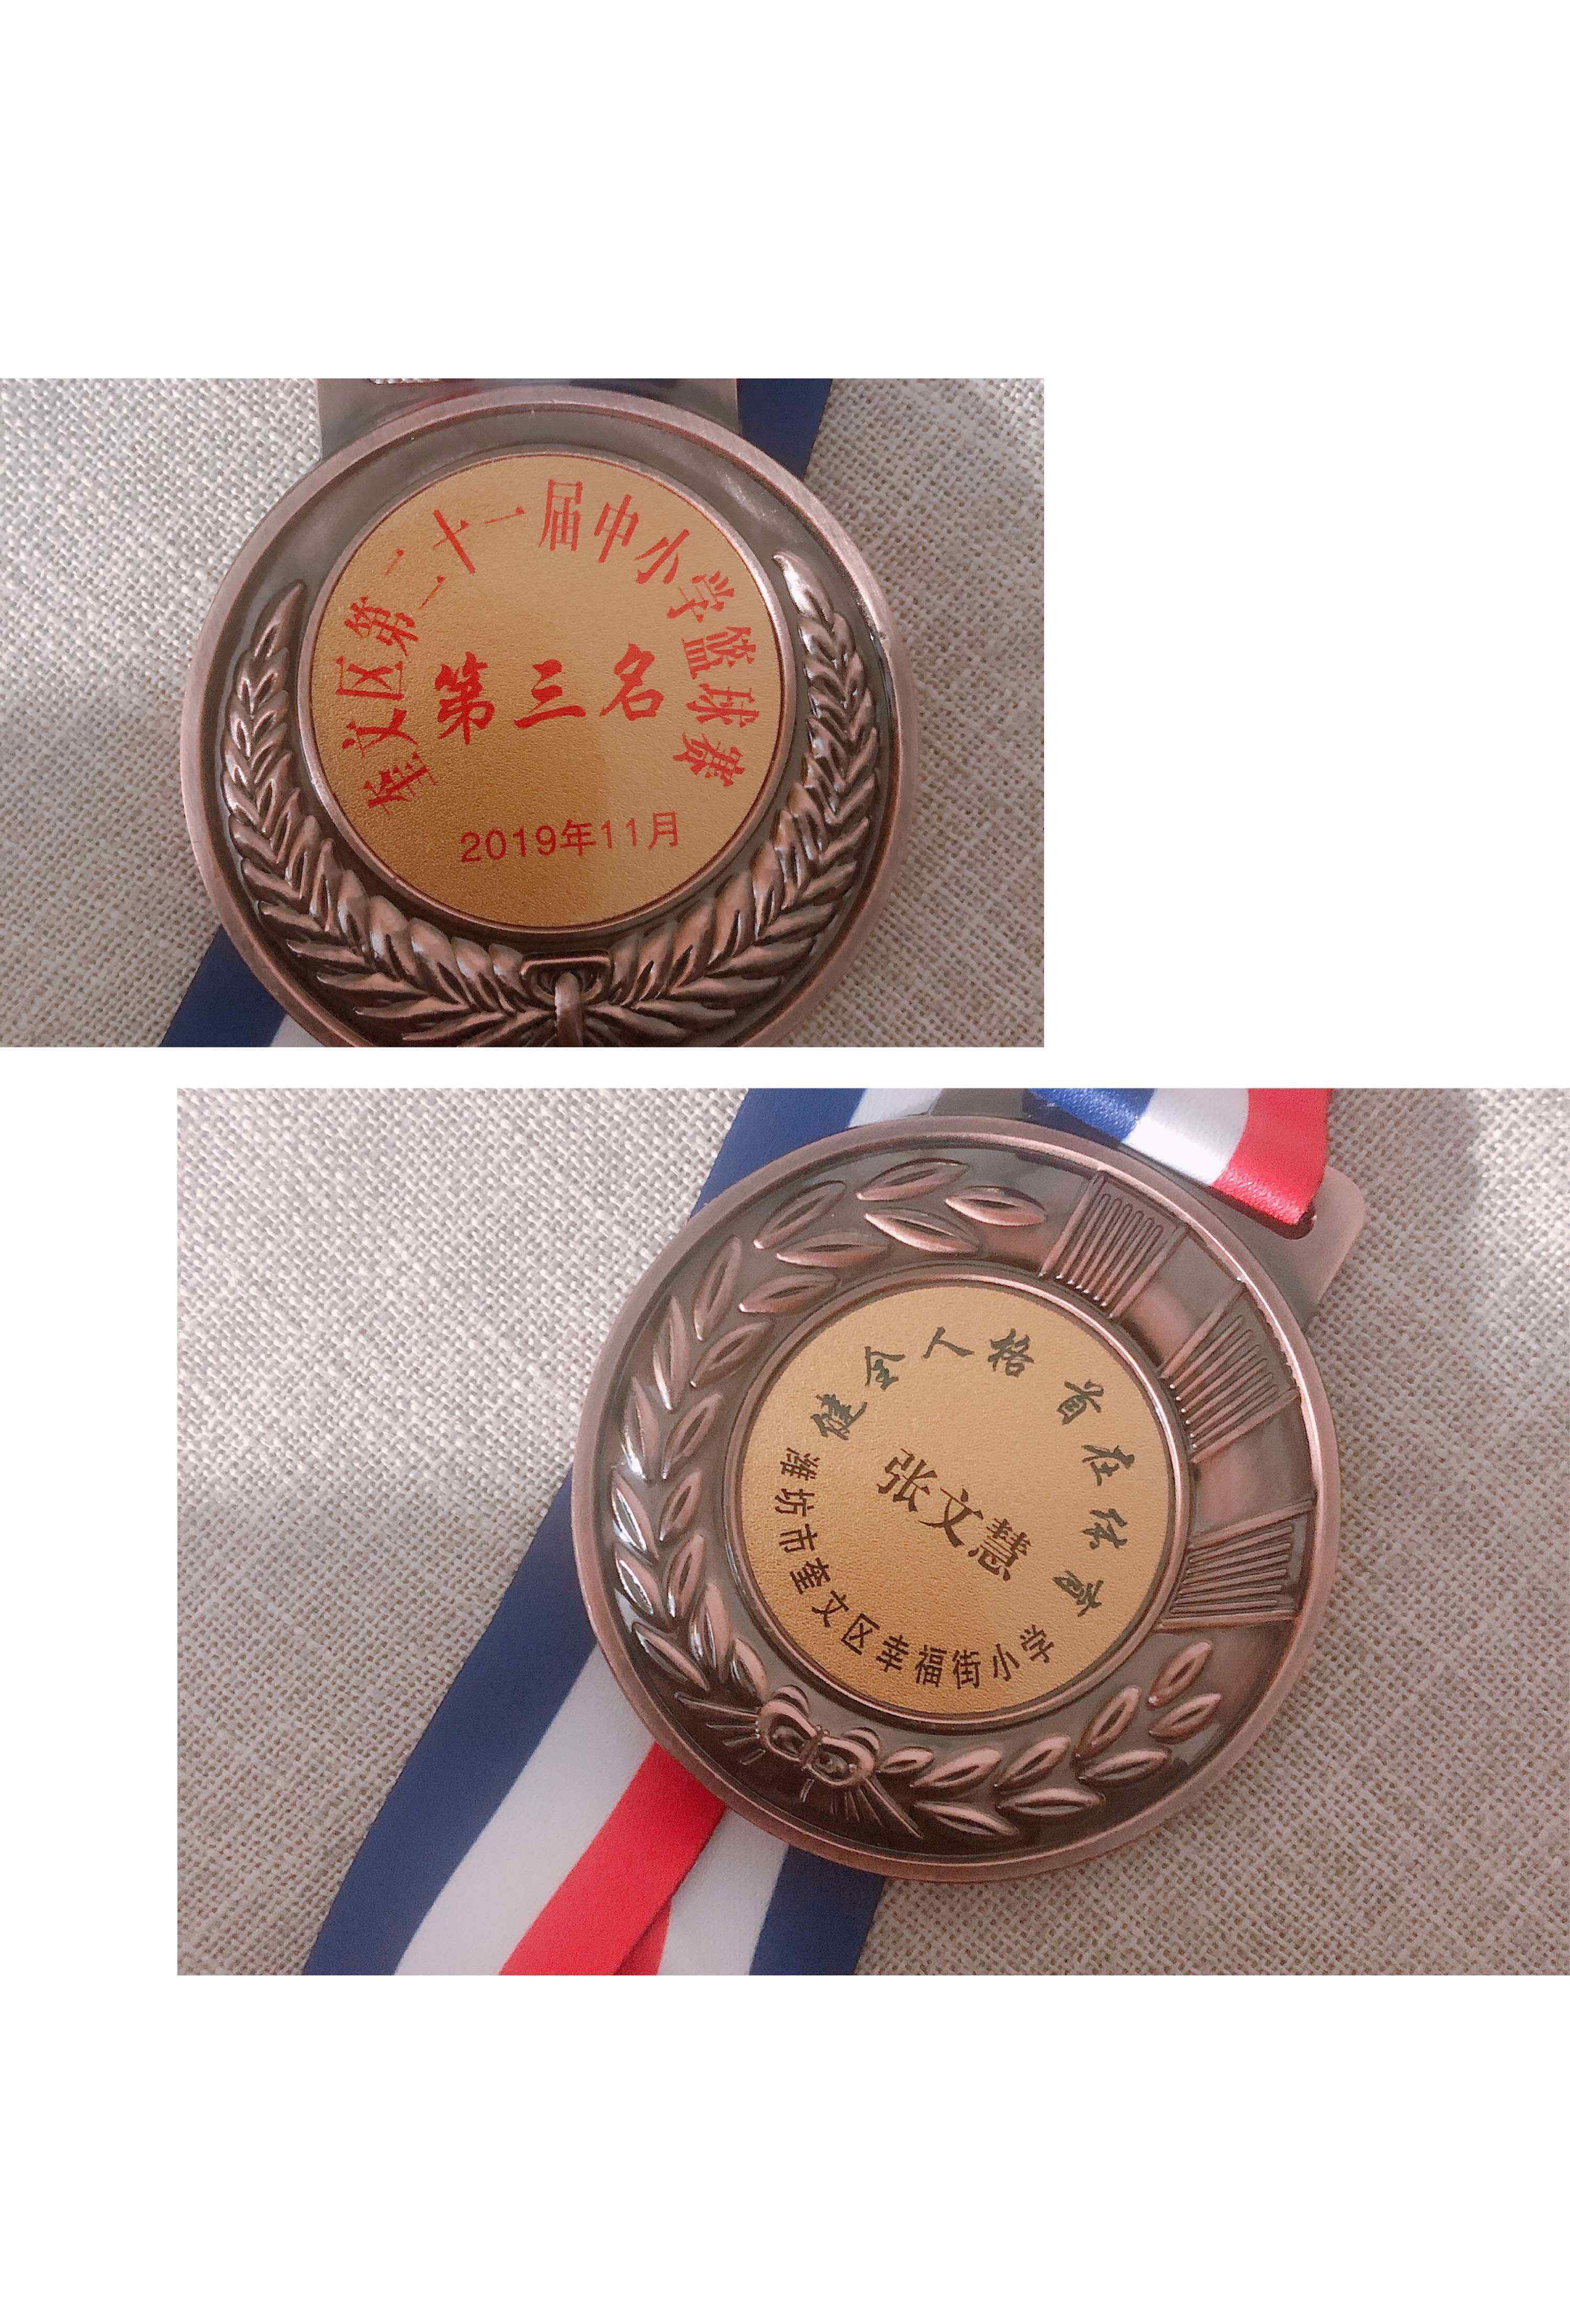 奎文区第二十一届中小学篮球赛
第三名
2019年11月
健全人格 首在体育
张文慧
潍坊市奎文区幸福街小学